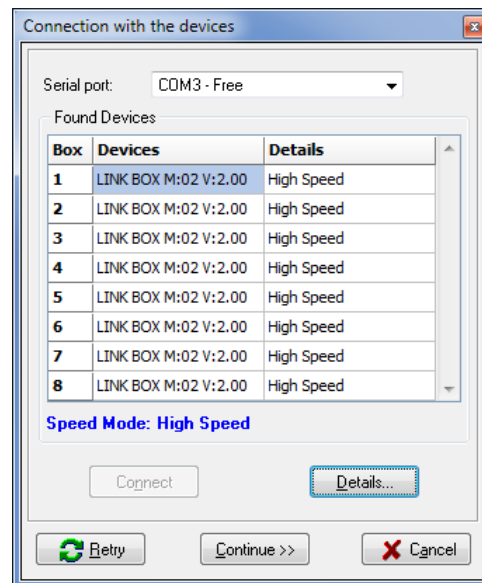 Connection with the devices
Serial port: COM3 - Free
Found Devices
Box Devices Details
1 LINK BOX M:02 V:2.00 High Speed
2 LINK BOX M:02 V:2.00 High Speed
3 LINK BOX M:02 V:2.00 High Speed
4 LINK BOX M:02 V:2.00 High Speed
5 LINK BOX M:02 V:2.00 High Speed
6 LINK BOX M:02 V:2.00 High Speed
7 LINK BOX M:02 V:2.00 High Speed
8 LINK BOX M:02 V:2.00 High Speed
Speed Mode: High Speed
Connect Details...
Retry Continue >> Cancel